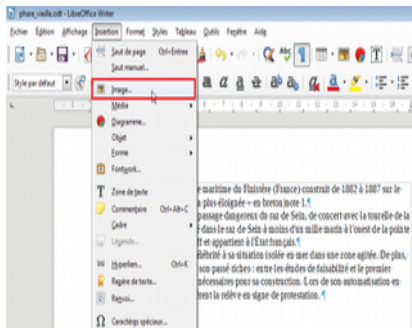 phare_vieille.odt - LibreOffice Writer
Fichier Édition Affichage Insertion Format Styles Tableau Outils Fenêtre Aide
Saut de page Ctrl+Entrée
Saut manuel...
Style par défaut
Image...
Média
Diagramme...
Objet
Forme
Fontwork...
Zone de texte
Commentaire Ctrl+Alt+C
Cadre
Légende...
Hyperlien... Ctrl+K
Repère de texte...
Renvoi...
Caractères spéciaux...
e maritime du Finistère (France) construit de 1882 à 1887 sur le
plus éloignée » en breton note 1.¶
passage dangereux du raz de Sein, de concert avec la tourelle de la
dans le raz de Sein à moins d'un mille marin à l'ouest de la pointe
ff et appartient à l'État français.¶
élébrité à sa situation isolée en mer dans une zone agitée. De plus,
son passé riches : entre les études de faisabilité et le premier
nécessaires pour sa construction. Lors de son automatisation en
rent la relève en signe de protestation. ¶